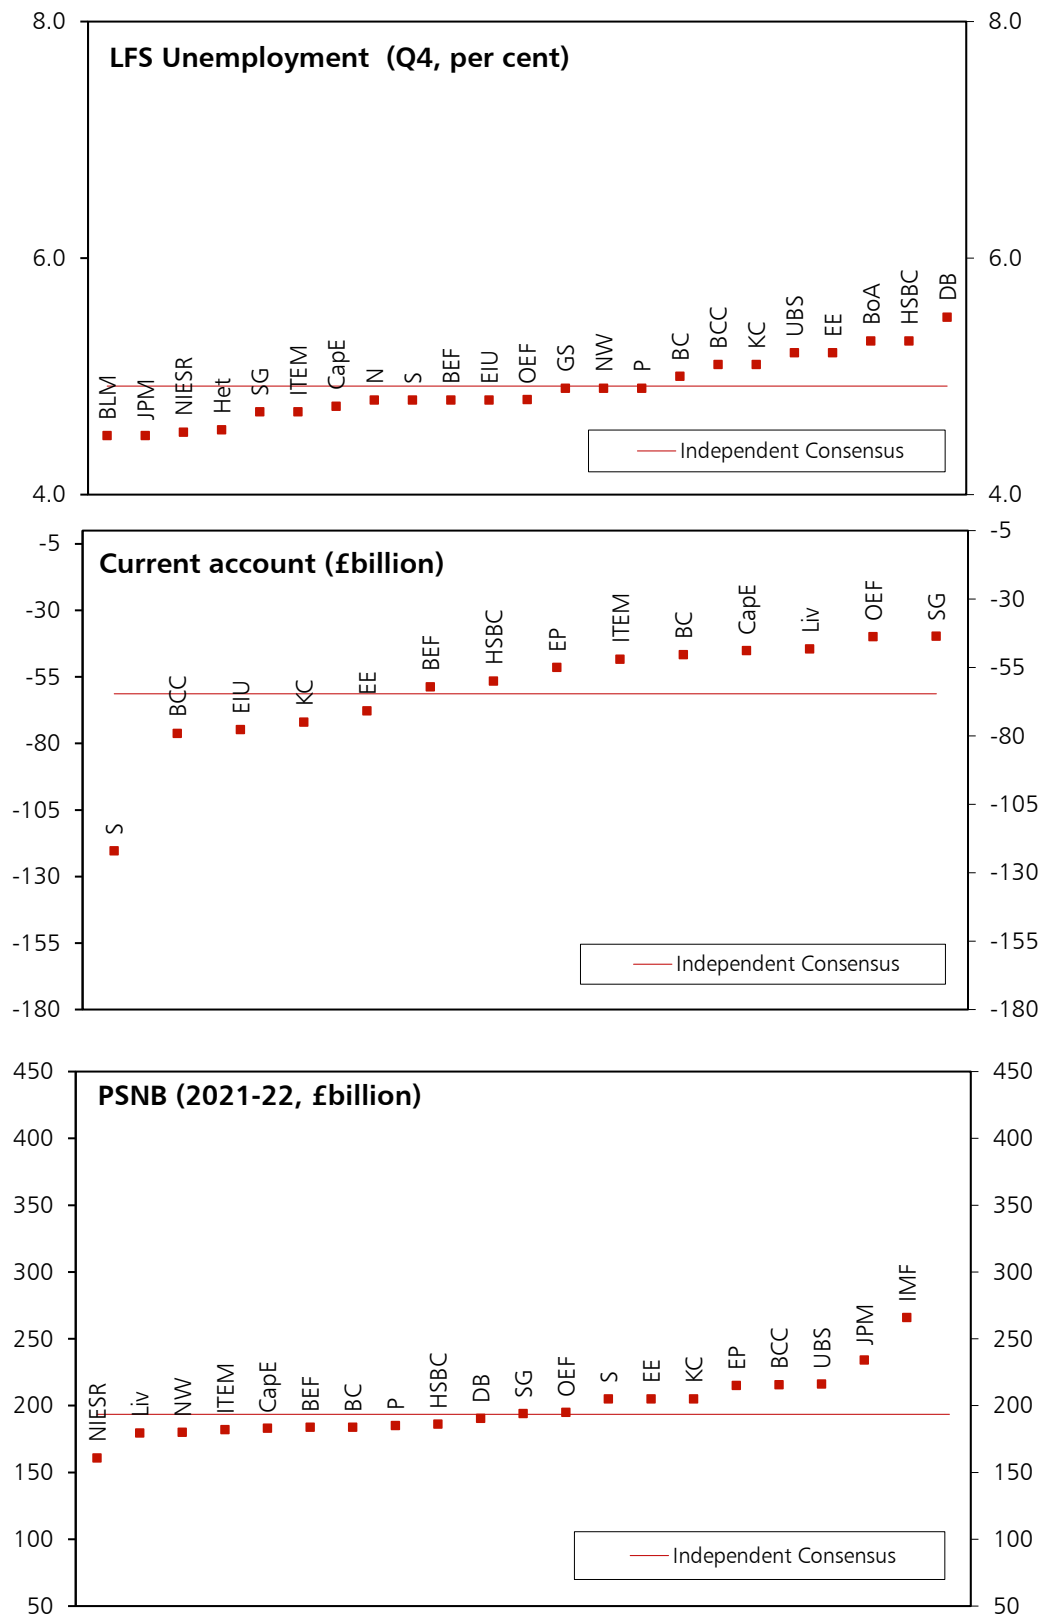 8.0 8.0
LFS Unemployment (Q4, per cent)
6.0 6.0
BLM JPM NIESR Het SG ITEM CapE N S BEF EIU OEF GS NW P BC BCC KC UBS EE BoA HSBC DB
Independent Consensus
4.0 4.0
-5 -5
Current account (£billion)
-30 -30
-55 -55
S BCC EIU KC EE BEF HSBC EP ITEM BC CapE Liv OEF SG
-80 -80
-105 -105
-130 -130
-155 -155
Independent Consensus
-180 -180
450 450
PSNB (2021-22, £billion)
400 400
350 350
300 300
250 250
NIESR Liv NW ITEM CapE BEF BC P HSBC DB SG OEF S EE KC EP BCC UBS JPM IMF
200 200
150 150
100 100
Independent Consensus
50 50